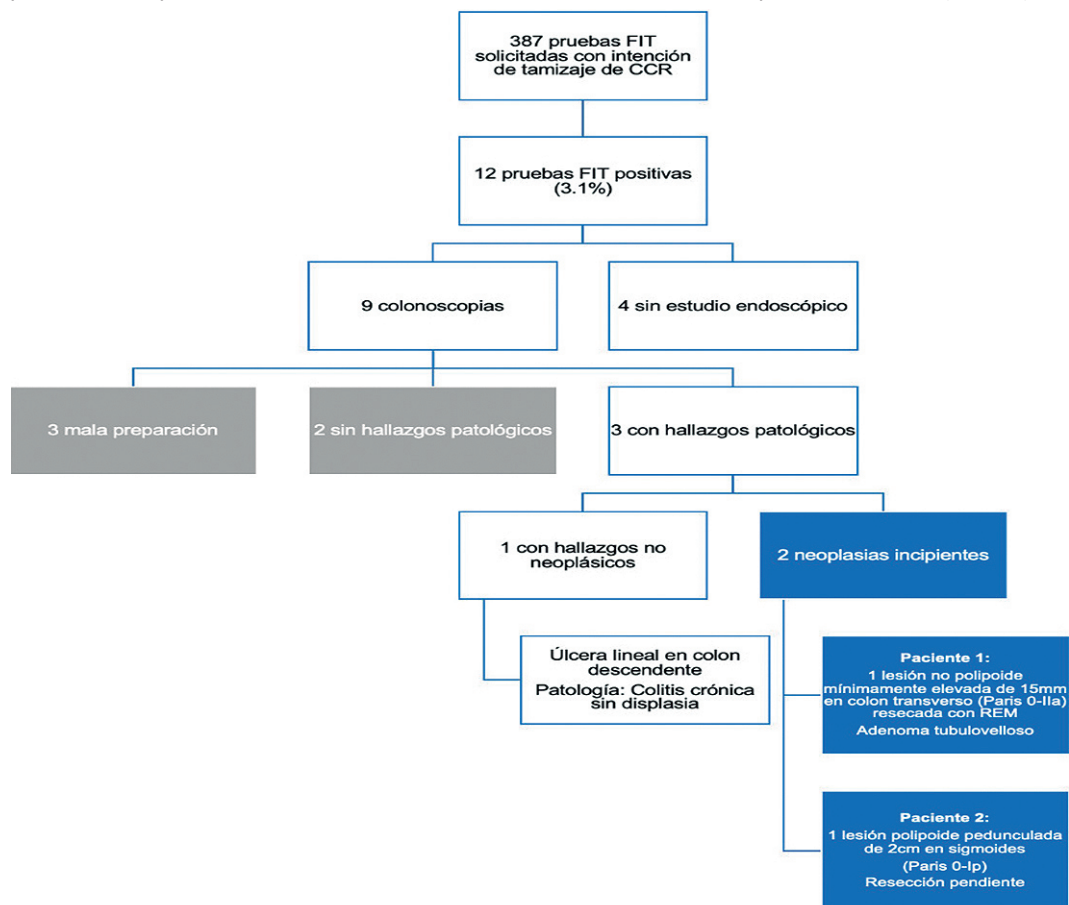 387 pruebas FIT
solicitadas con intención
de tamizaje de CCR
12 pruebas FIT positivas
(3.1%)
9 colonoscopias
4 sin estudio endoscópico
3 mala preparación
2 sin hallazgos patológicos
3 con hallazgos patológicos
1 con hallazgos no
neoplásicos
2 neoplasias incipientes
Úlcera lineal en colon
descendente
Patología: Colitis crónica
sin displasia
Paciente 1:
1 lesión no polipoide
mínimamente elevada de 15mm
en colon transverso (Paris 0-IIa)
resecada con REM
Adenoma tubulovelloso
Paciente 2:
1 lesión polipoide pedunculada
de 2cm en sigmoides
(Paris 0-Ip)
Resección pendiente